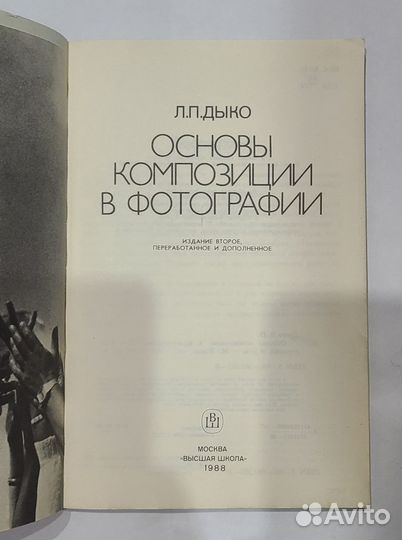 Л.П.ДЫКО
ОСНОВЫ
КОМПОЗИЦИИ
В ФОТОГРАФИИ
ИЗДАНИЕ ВТОРОЕ,
ПЕРЕРАБОТАННОЕ И ДОПОЛНЕННОЕ
ВШ
МОСКВА
«ВЫСШАЯ ШКОЛА»
1988
Avito